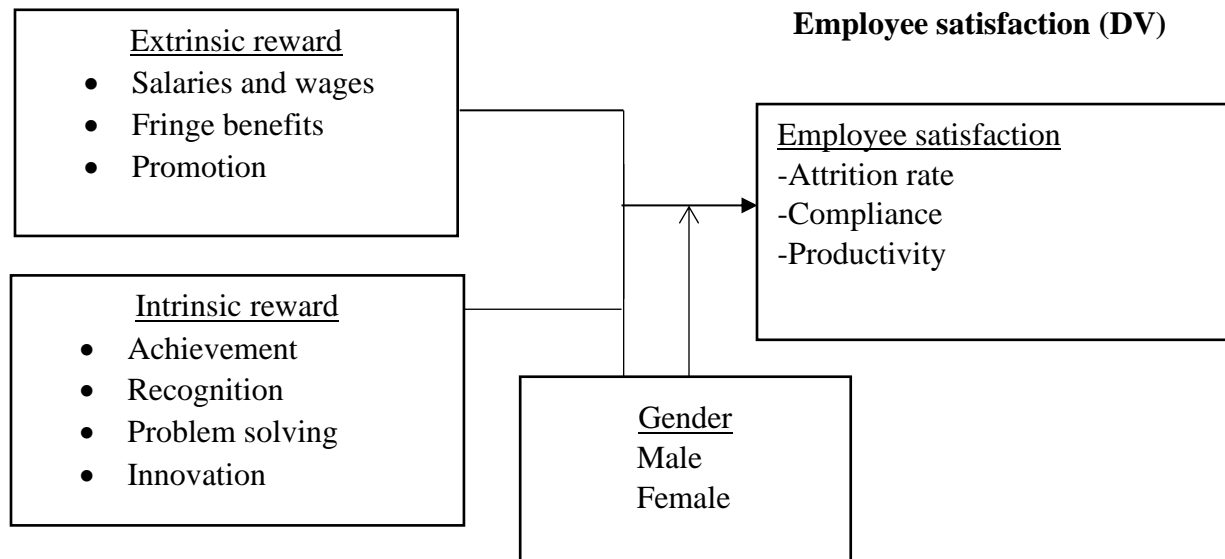 Employee satisfaction (DV)
Extrinsic reward
• Salaries and wages
• Fringe benefits
• Promotion
Employee satisfaction
-Attrition rate
-Compliance
-Productivity
Intrinsic reward
• Achievement
• Recognition
• Problem solving
• Innovation
Gender
Male
Female